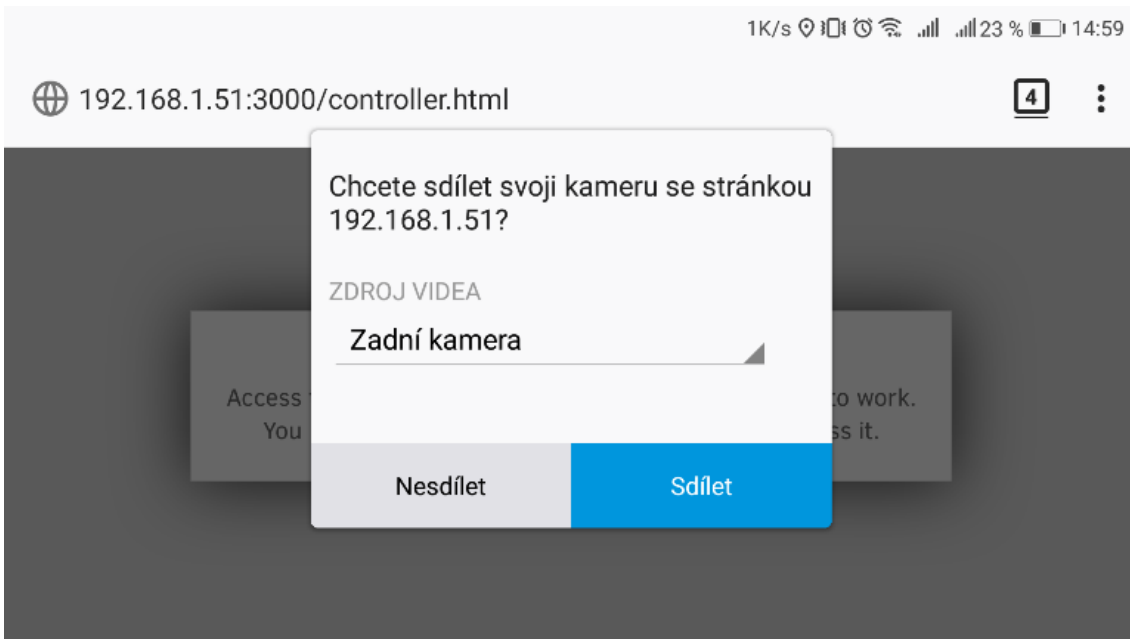 1K/s 23 % 14:59
192.168.1.51:3000/controller.html 4
Chcete sdílet svoji kameru se stránkou
192.168.1.51?
ZDROJ VIDEA
Zadní kamera
Access to work.
You it.
Nesdílet Sdílet